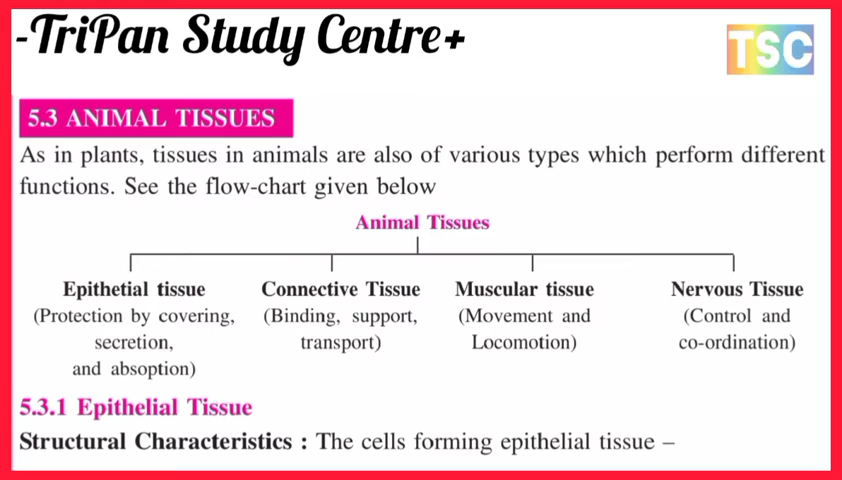 -TriPan Study Centre+
TSC
5.3 ANIMAL TISSUES
As in plants, tissues in animals are also of various types which perform different
functions. See the flow-chart given below
Animal Tissues
Epithetial tissue
(Protection by covering,
secretion,
and absoption)
Connective Tissue
(Binding, support,
transport)
Muscular tissue
(Movement and
Locomotion)
Nervous Tissue
(Control and
co-ordination)
5.3.1 Epithelial Tissue
Structural Characteristics : The cells forming epithelial tissue –